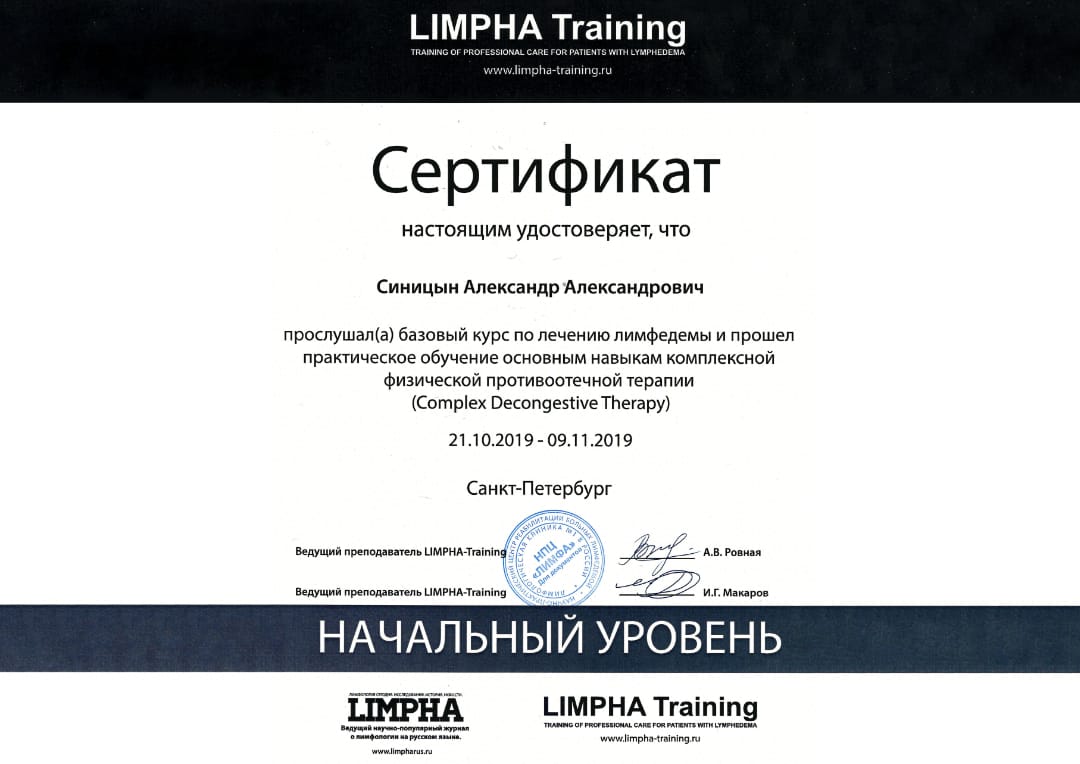 LIMPHA Training
TRAINING OF PROFESSIONAL CARE FOR PATIENTS WITH LYMPHEDEMA
www.limpha-training.ru
Сертификат
настоящим удостоверяет, что
Синицын Александр Александрович
прослушал(а) базовый курс по лечению лимфедемы и прошел
практическое обучение основным навыкам комплексной
физической противоотечной терапии
(Complex Decongestive Therapy)
21.10.2019 - 09.11.2019
Санкт-Петербург
Ведущий преподаватель LIMPHA-Training
А.В. Ровная
НПЦ
«ЛИМФА»
Для документов
Ведущий преподаватель LIMPHA-Training
И.Г. Макаров
НАЧАЛЬНЫЙ УРОВЕНЬ
LIMPHA
Ведущий научно-популярный журнал
о лимфологии на русском языке.
www.limpharus.ru
LIMPHA Training
TRAINING OF PROFESSIONAL CARE FOR PATIENTS WITH LYMPHEDEMA
www.limpha-training.ru